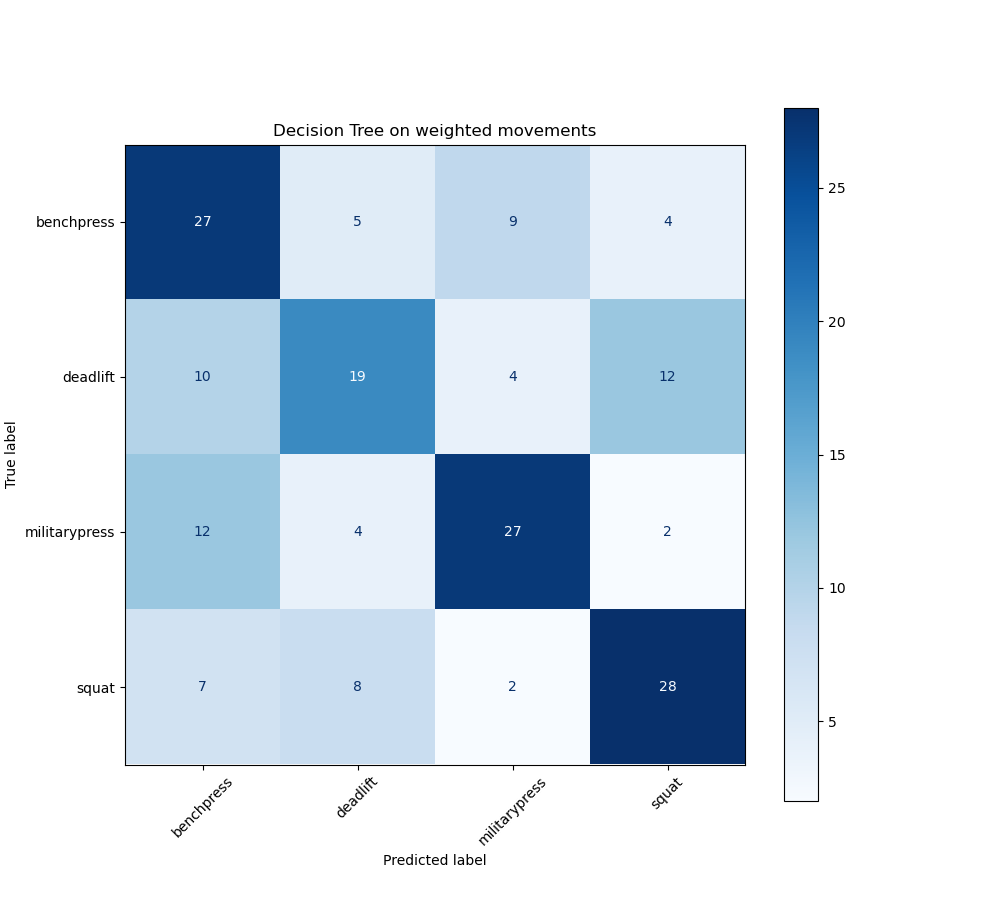 Decision Tree on weighted movements
True label
benchpress 27 5 9 4
deadlift 10 19 4 12
militarypress 12 4 27 2
squat 7 8 2 28
benchpress deadlift militarypress squat
Predicted label
25
20
15
10
5